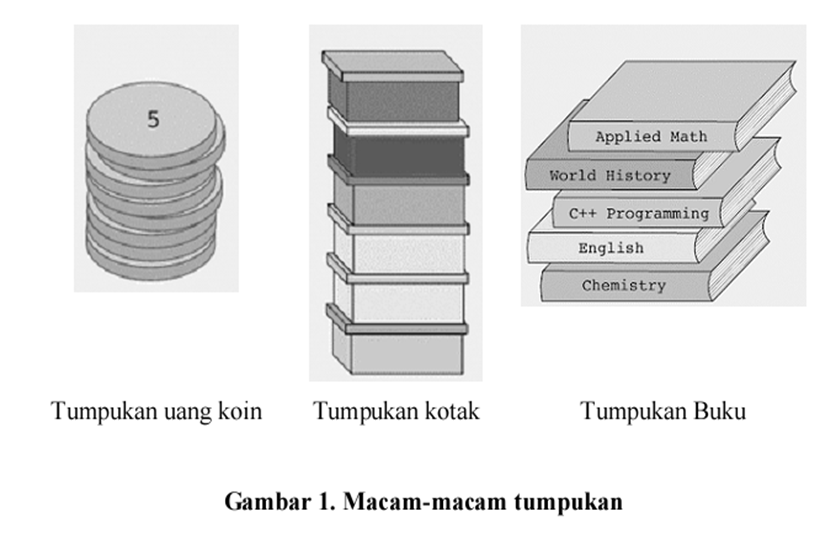 5
Applied Math
World History
C++ Programming
English
Chemistry
Tumpukan uang koin
Tumpukan kotak
Tumpukan Buku
Gambar 1. Macam-macam tumpukan